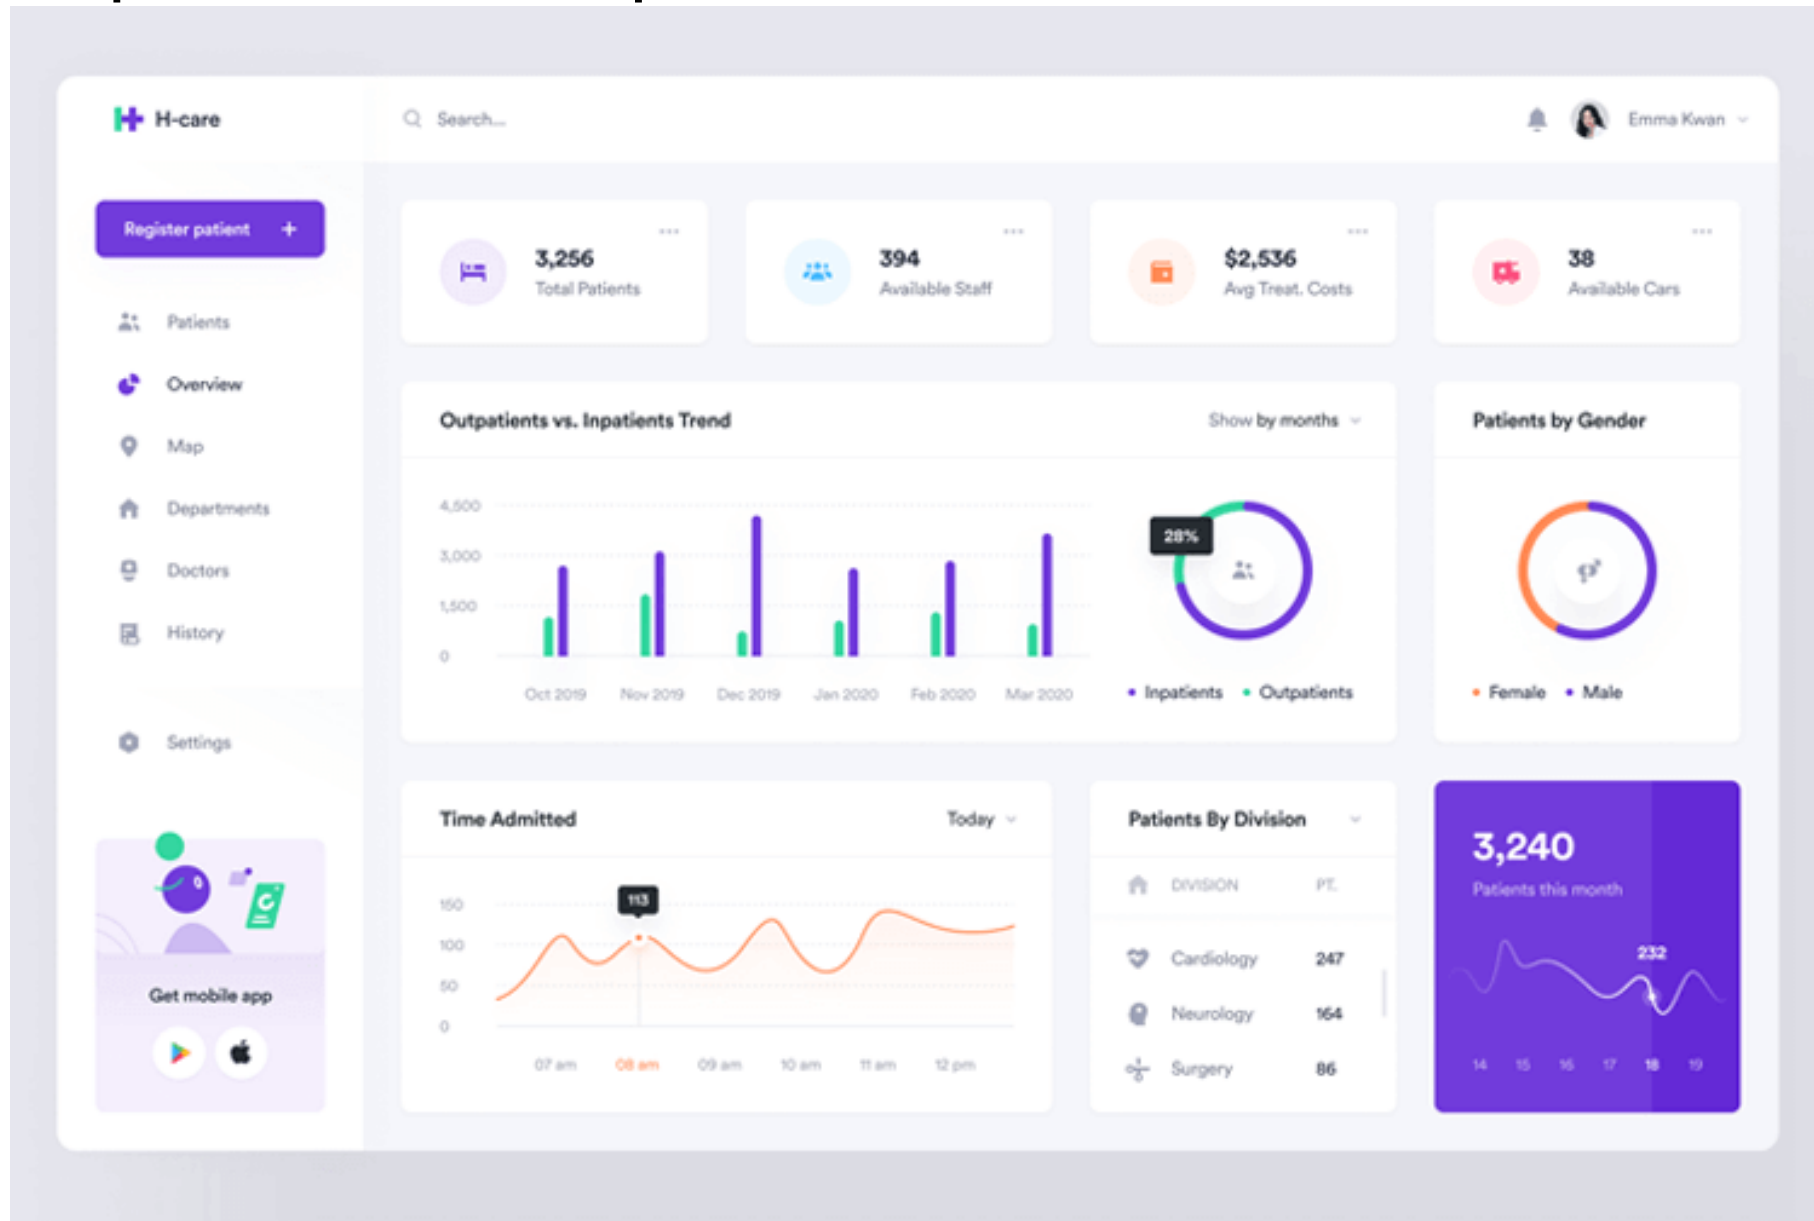 H-care
Search...
Emma Kwan
Register patient +
Patients
Overview
Map
Departments
Doctors
History
Settings
Get mobile app
3,256
Total Patients
394
Available Staff
$2,536
Avg Treat. Costs
38
Available Cars
Outpatients vs. Inpatients Trend
Show by months
4,500
3,000
1,500
0
Oct 2019 Nov 2019 Dec 2019 Jan 2020 Feb 2020 Mar 2020
28%
Inpatients Outpatients
Patients by Gender
Female Male
Time Admitted
Today
150
100
50
0
113
07 am 08 am 09 am 10 am 11 am 12 pm
Patients By Division
DIVISION PT.
Cardiology 247
Neurology 164
Surgery 86
3,240
Patients this month
232
14 15 16 17 18 19